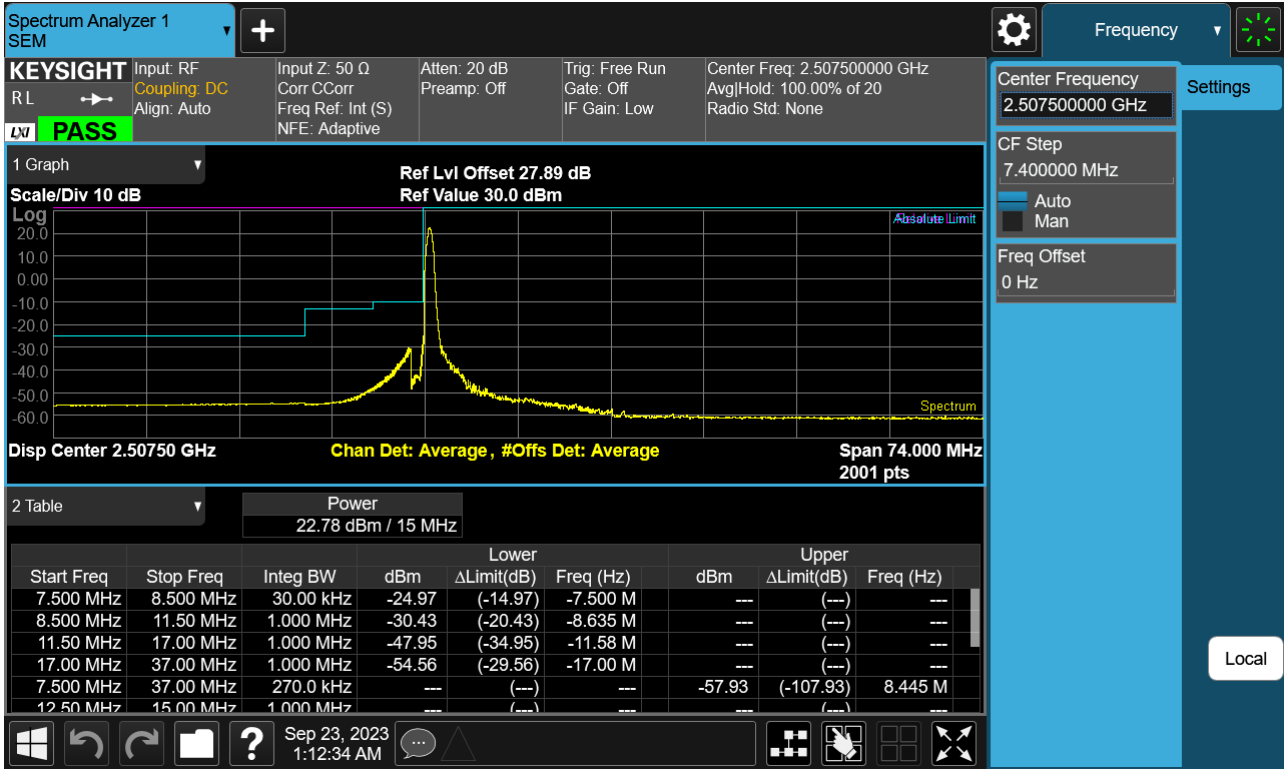 Spectrum Analyzer 1
SEM
Frequency
KEYSIGHT
R L
LXI
PASS
Input: RF
Coupling: DC
Align: Auto
Input Z: 50 Ω
Corr CCorr
Freq Ref: Int (S)
NFE: Adaptive
Atten: 20 dB
Preamp: Off
Trig: Free Run
Gate: Off
IF Gain: Low
Center Freq: 2.507500000 GHz
Avg|Hold: 100.00% of 20
Radio Std: None
Center Frequency
2.507500000 GHz
Settings
CF Step
7.400000 MHz
Auto
Man
Freq Offset
0 Hz
Local
1 Graph
Scale/Div 10 dB
Ref Lvl Offset 27.89 dB
Ref Value 30.0 dBm
Log
Absolute Limit
20.0
10.0
0.00
-10.0
-20.0
-30.0
-40.0
-50.0
-60.0
Spectrum
Disp Center 2.50750 GHz
Chan Det: Average , #Offs Det: Average
Span 74.000 MHz
2001 pts
2 Table
Power
22.78 dBm / 15 MHz
Lower Upper
Start Freq Stop Freq Integ BW dBm ΔLimit(dB) Freq (Hz) dBm ΔLimit(dB) Freq (Hz)
7.500 MHz 8.500 MHz 30.00 kHz -24.97 (-14.97) -7.500 M --- (---) ---
8.500 MHz 11.50 MHz 1.000 MHz -30.43 (-20.43) -8.635 M --- (---) ---
11.50 MHz 17.00 MHz 1.000 MHz -47.95 (-34.95) -11.58 M --- (---) ---
17.00 MHz 37.00 MHz 1.000 MHz -54.56 (-29.56) -17.00 M --- (---) ---
7.500 MHz 37.00 MHz 270.0 kHz --- (---) --- -57.93 (-107.93) 8.445 M
12.50 MHz 15.00 MHz 1.000 MHz --- (---) --- --- (---) ---
?
Sep 23, 2023
1:12:34 AM